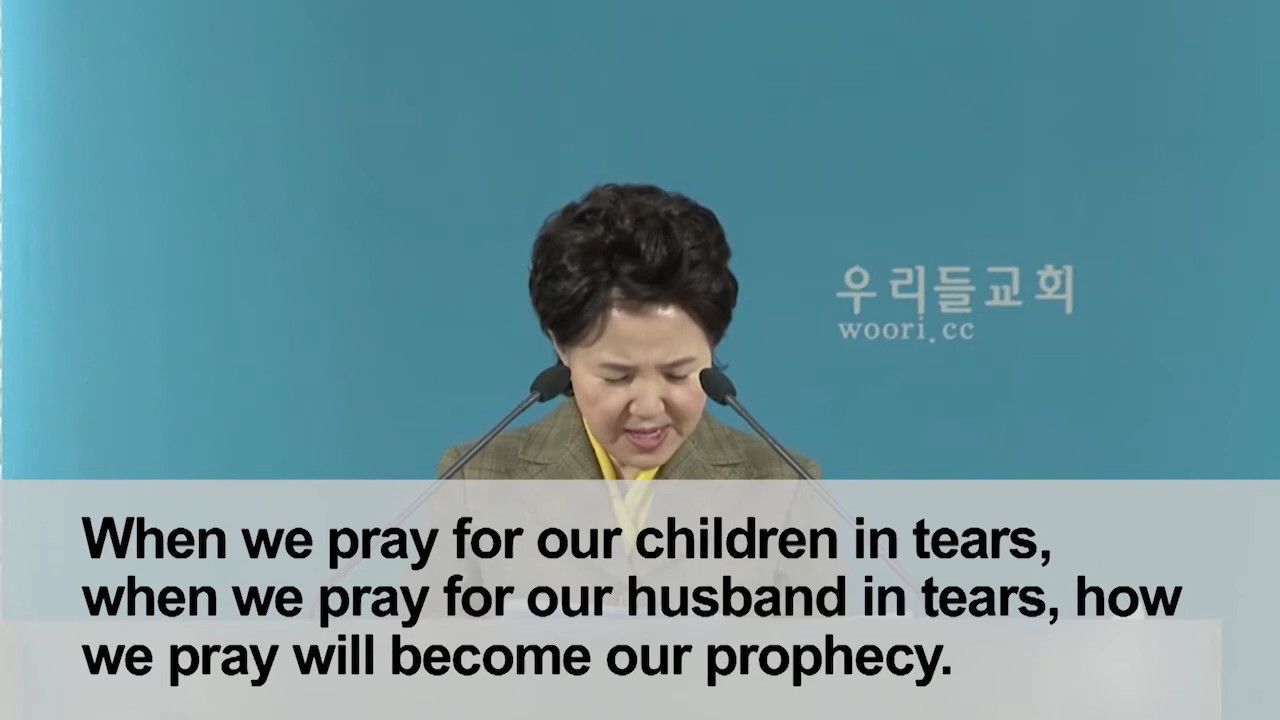 우리들교회
woori.cc
When we pray for our children in tears,
when we pray for our husband in tears, how
we pray will become our prophecy.